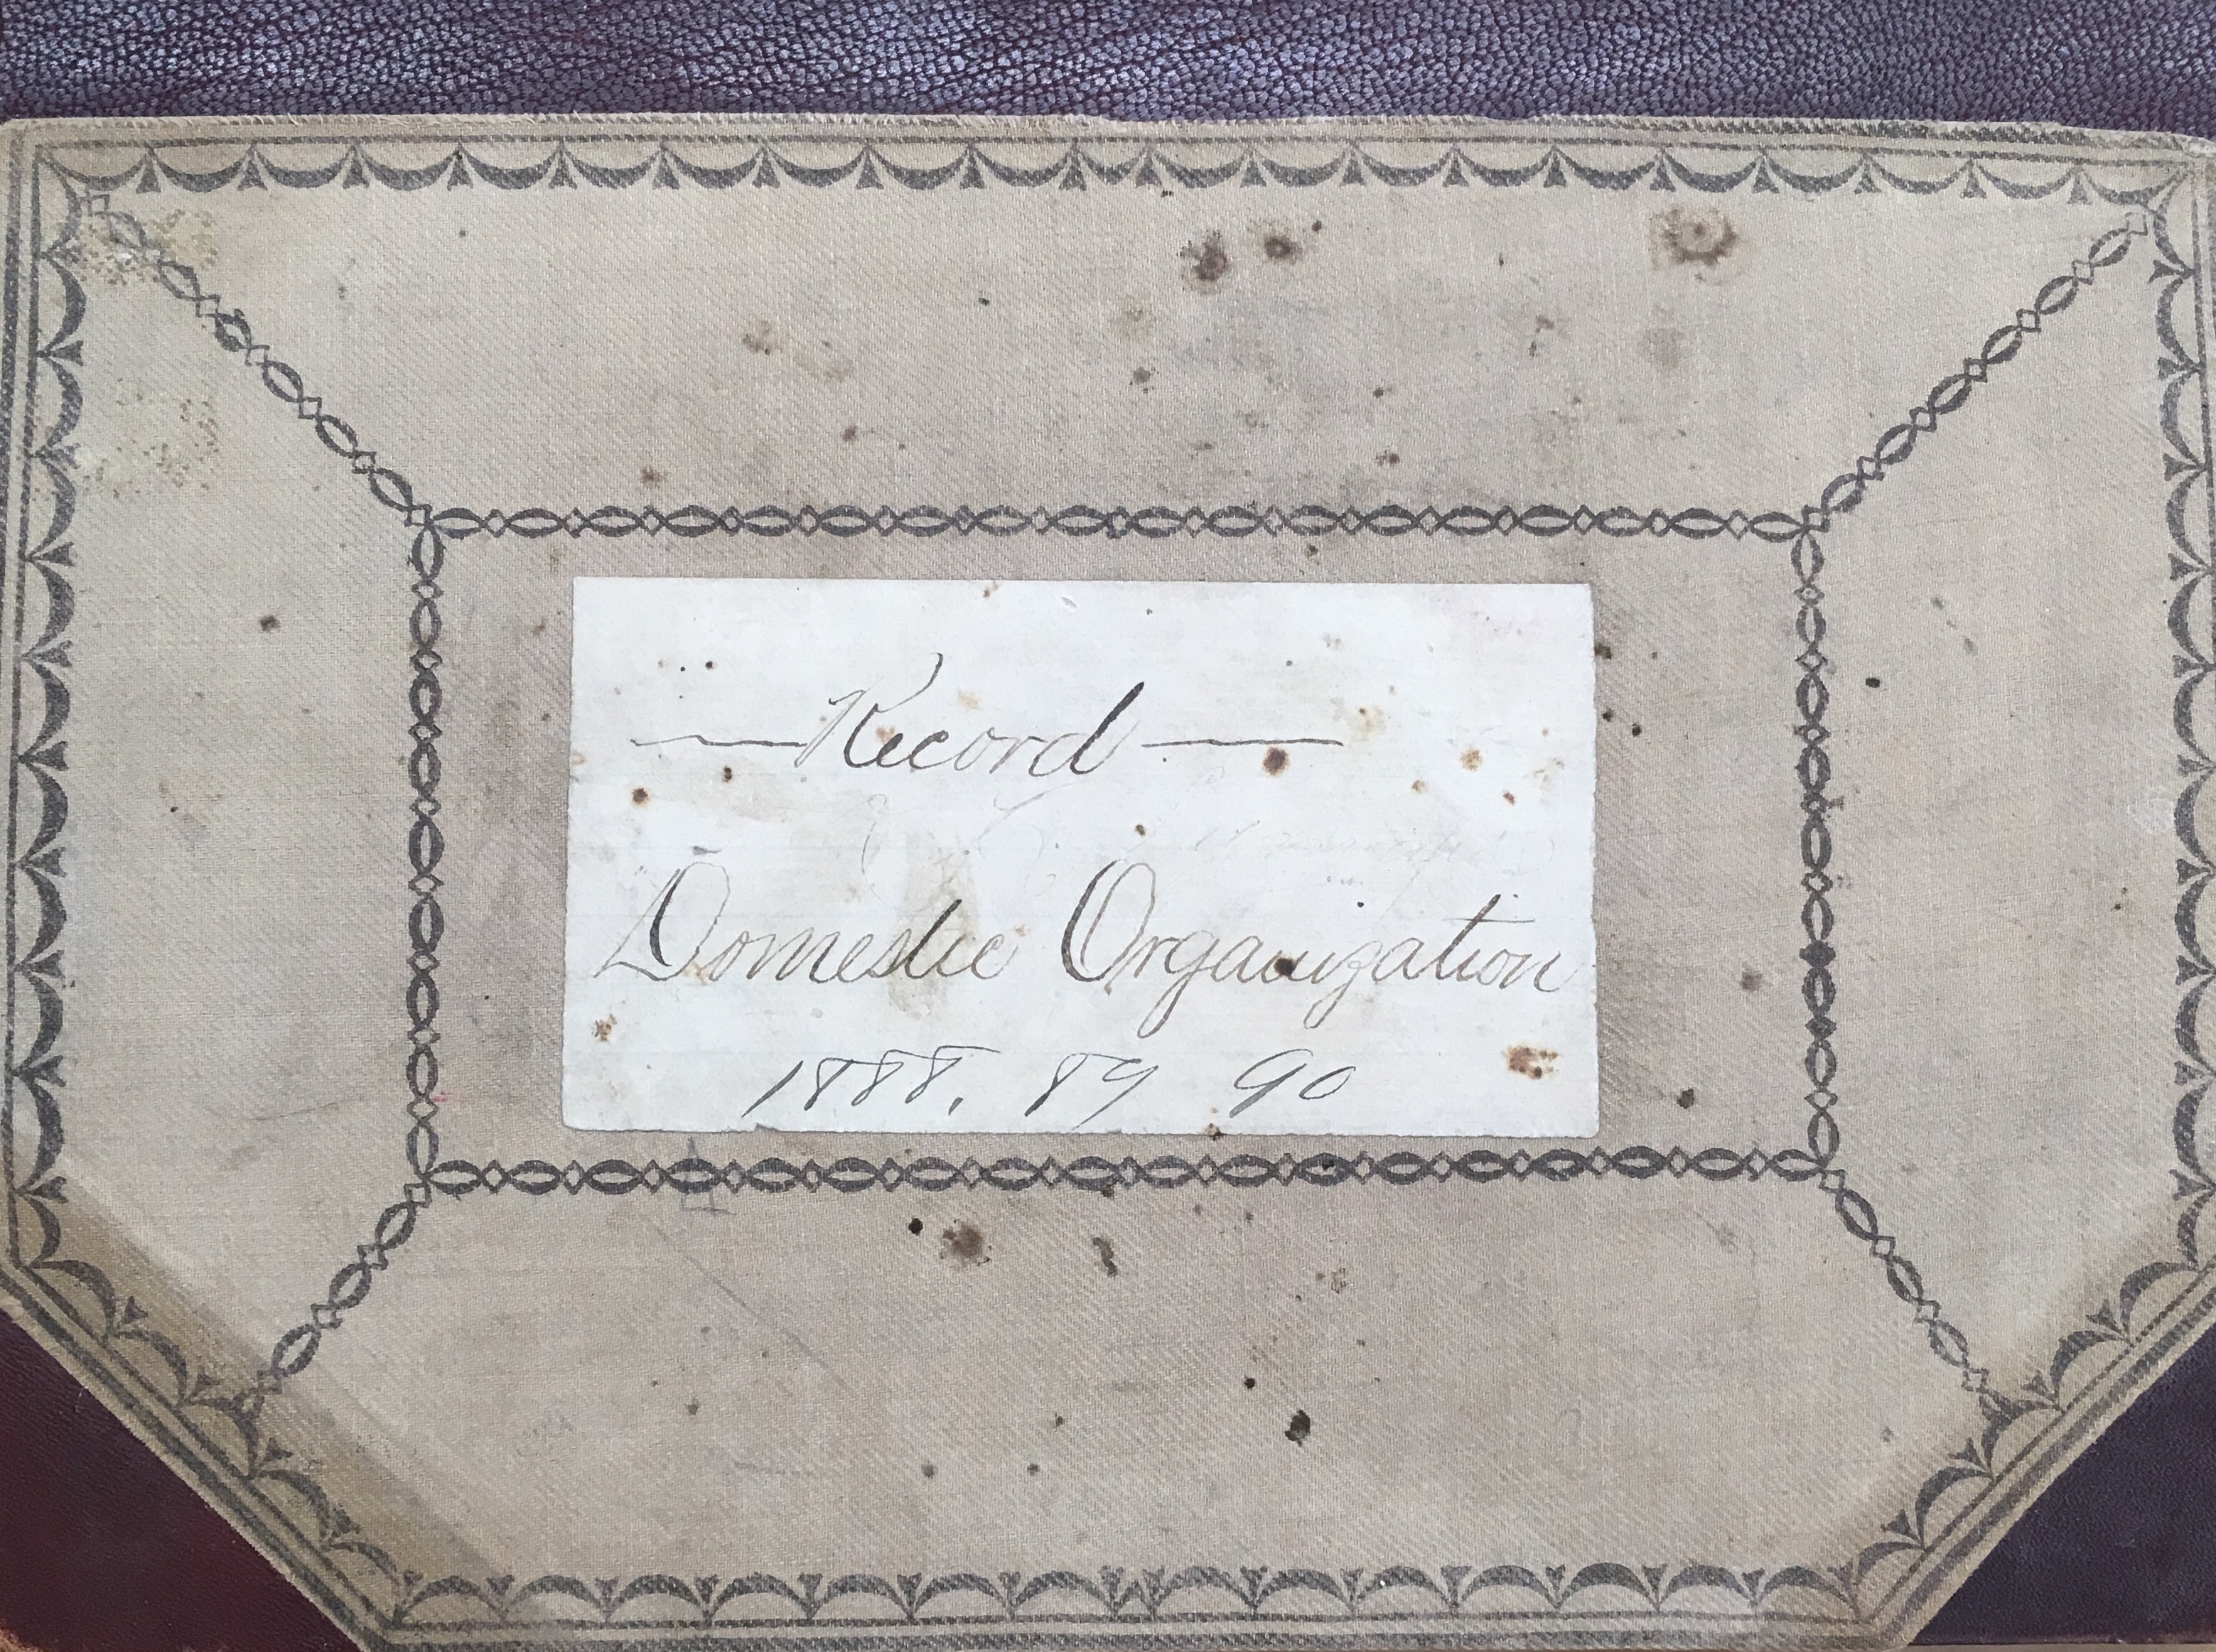 — Record —
Domestic Organization
1888, 89 90